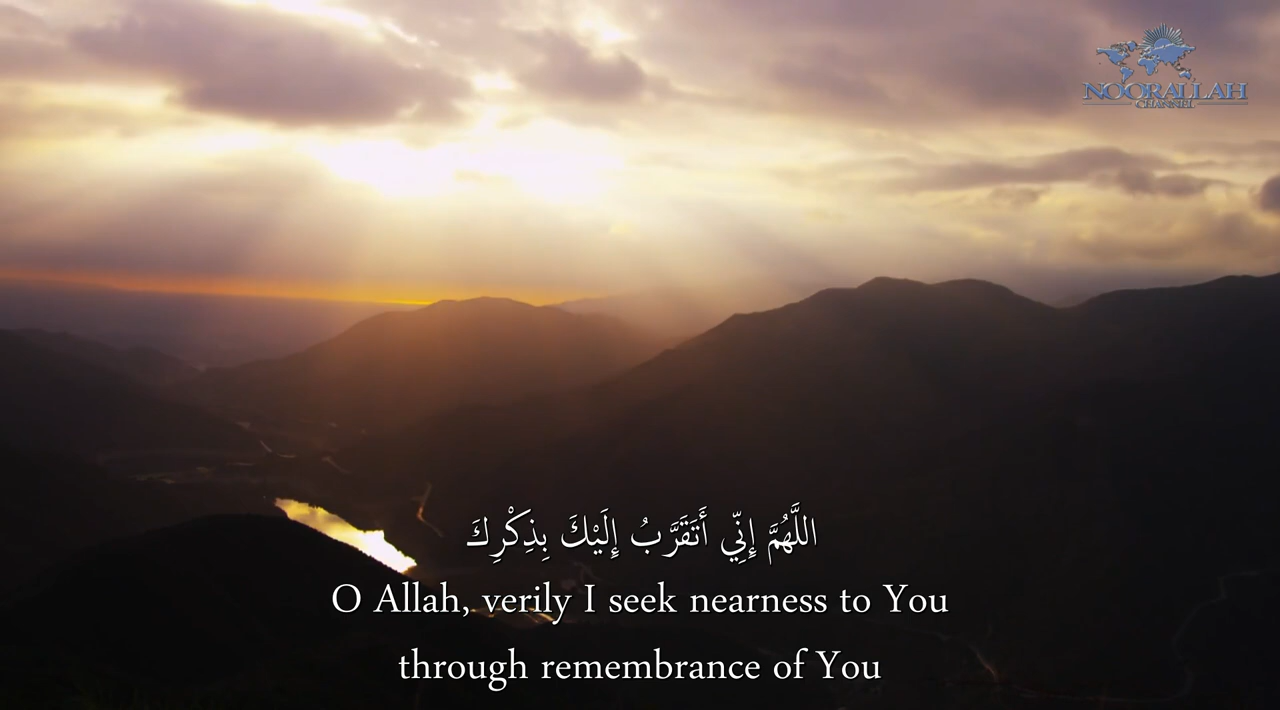 NOORALLAH
CHANNEL
اللَّهُمَّ إِنِّي أَتَقَرَّبُ إِلَيْكَ بِذِكْرِكَ
O Allah, verily I seek nearness to You
through remembrance of You